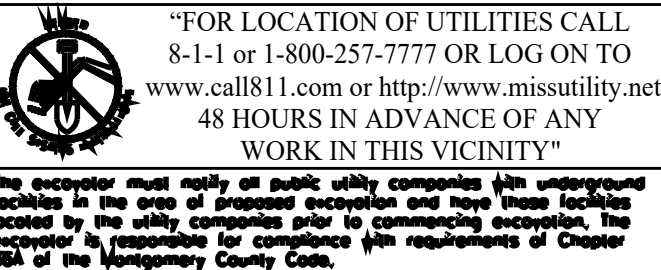 “FOR LOCATION OF UTILITIES CALL
8-1-1 or 1-800-257-7777 OR LOG ON TO
www.call811.com or http://www.missutility.net
48 HOURS IN ADVANCE OF ANY
WORK IN THIS VICINITY"
The excavator must notify all public utility companies with underground
facilities in the area of proposed excavation and have those facilities
located by the utility companies prior to commencing excavation. The
excavator is responsible for compliance with requirements of Chapter
of the Montgomery County Code.